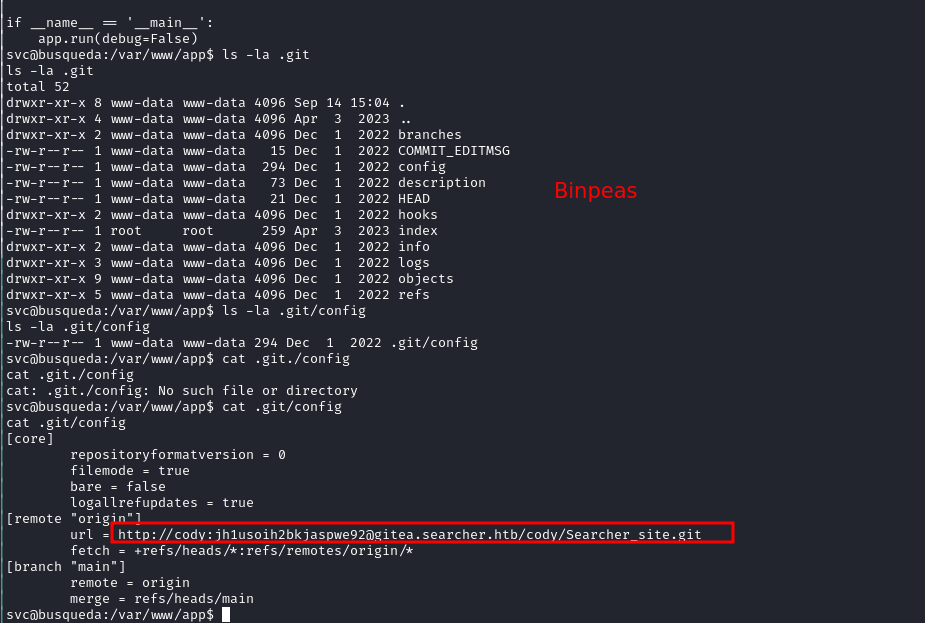 if __name__ == '__main__':
    app.run(debug=False)
svc@busqueda:/var/www/app$ ls -la .git
ls -la .git
total 52
drwxr-xr-x 8 www-data www-data 4096 Sep 14 15:04 .
drwxr-xr-x 4 www-data www-data 4096 Apr  3  2023 ..
drwxr-xr-x 2 www-data www-data 4096 Dec  1  2022 branches
-rw-r--r-- 1 www-data www-data   15 Dec  1  2022 COMMIT_EDITMSG
-rw-r--r-- 1 www-data www-data  294 Dec  1  2022 config
-rw-r--r-- 1 www-data www-data   73 Dec  1  2022 description
Binpeas
-rw-r--r-- 1 www-data www-data   21 Dec  1  2022 HEAD
drwxr-xr-x 2 www-data www-data 4096 Dec  1  2022 hooks
-rw-r--r-- 1 root     root      259 Apr  3  2023 index
drwxr-xr-x 2 www-data www-data 4096 Dec  1  2022 info
drwxr-xr-x 3 www-data www-data 4096 Dec  1  2022 logs
drwxr-xr-x 9 www-data www-data 4096 Dec  1  2022 objects
drwxr-xr-x 5 www-data www-data 4096 Dec  1  2022 refs
svc@busqueda:/var/www/app$ ls -la .git/config
ls -la .git/config
-rw-r--r-- 1 www-data www-data 294 Dec  1  2022 .git/config
svc@busqueda:/var/www/app$ cat .git./config
cat .git./config
cat: .git./config: No such file or directory
svc@busqueda:/var/www/app$ cat .git/config
cat .git/config
[core]
        repositoryformatversion = 0
        filemode = true
        bare = false
        logallrefupdates = true
[remote "origin"]
        url = http://cody:jh1usoih2bkjaspwe92@gitea.searcher.htb/cody/Searcher_site.git
        fetch = +refs/heads/*:refs/remotes/origin/*
[branch "main"]
        remote = origin
        merge = refs/heads/main
svc@busqueda:/var/www/app$